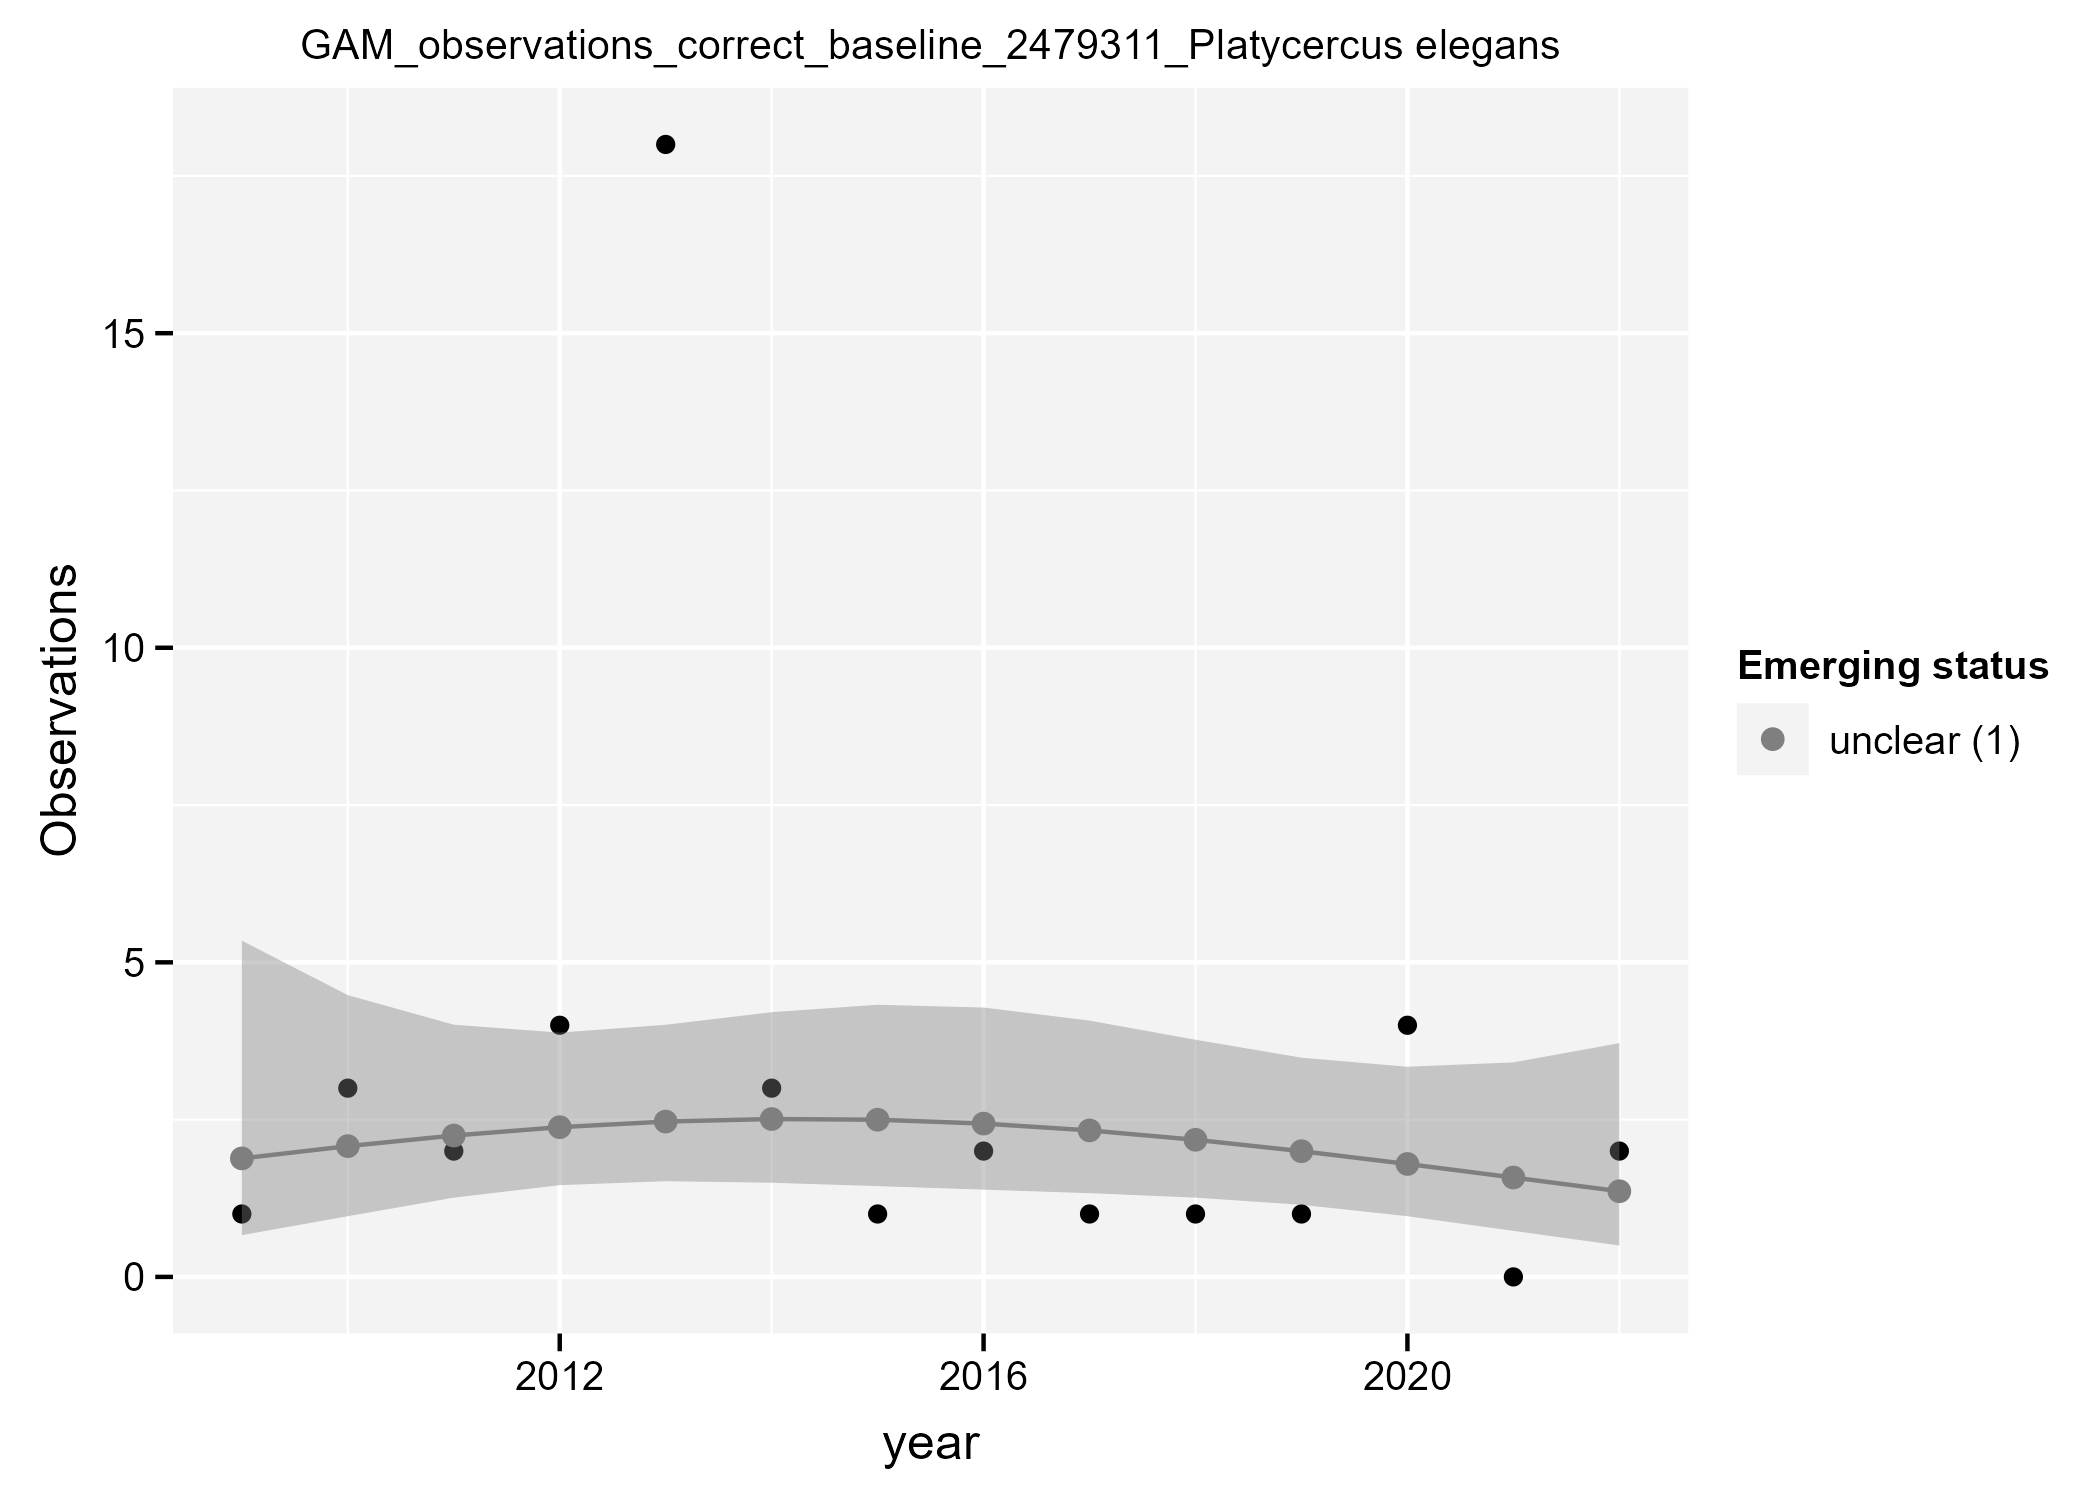 GAM_observations_correct_baseline_2479311_Platycercus elegans
Observations
15
10
5
0
2012
2016
2020
year
Emerging status
unclear (1)